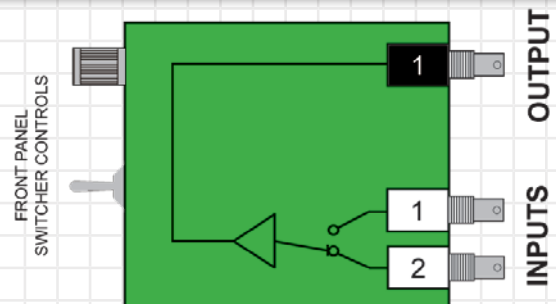 FRONT PANEL
SWITCHER CONTROLS
1
OUTPUT
1
2
INPUTS